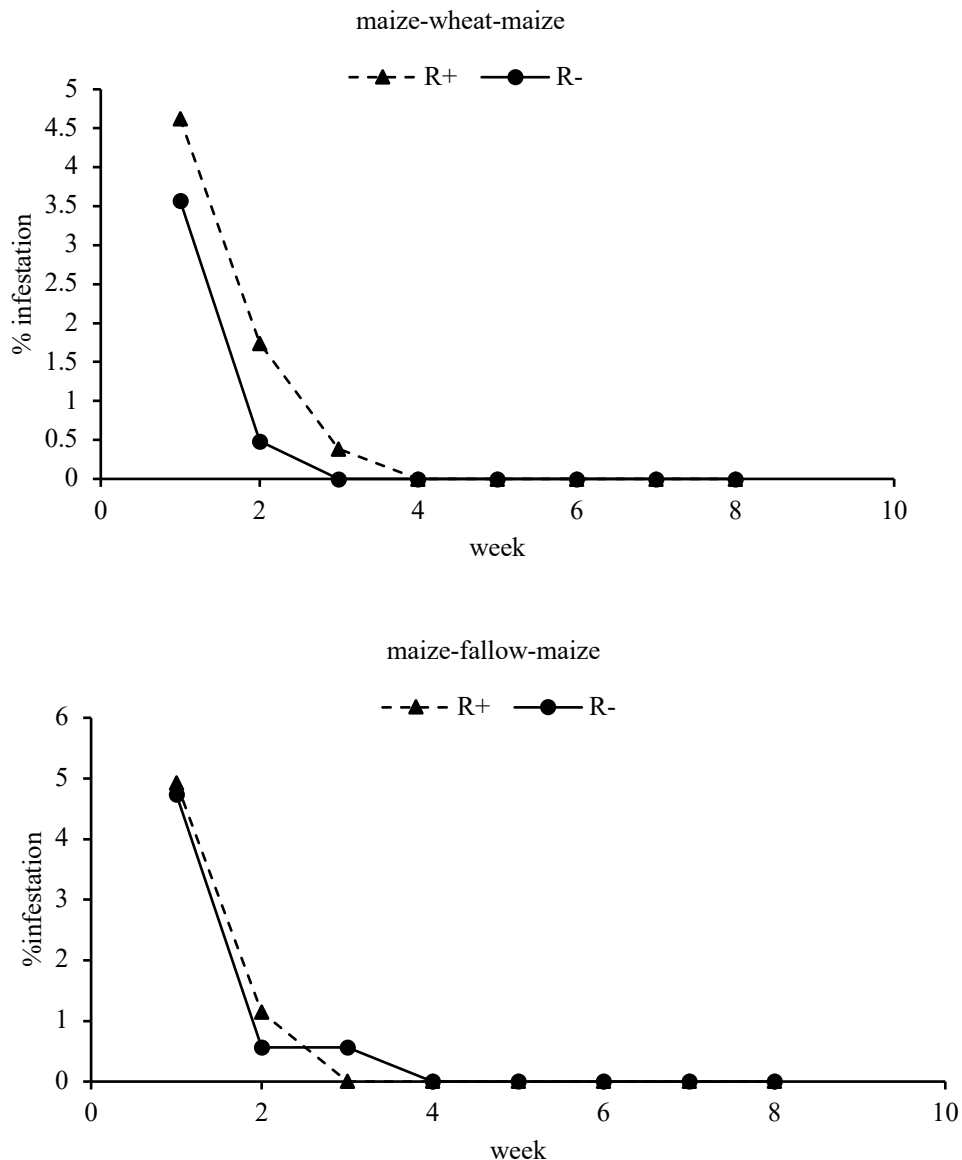 maize-wheat-maize
R+ R-
5
4.5
4
3.5
3
2.5
2
1.5
1
0.5
0
% infestation
0 2 4 6 8 10
week
maize-fallow-maize
R+ R-
6
5
4
3
2
1
0
%infestation
0 2 4 6 8 10
week